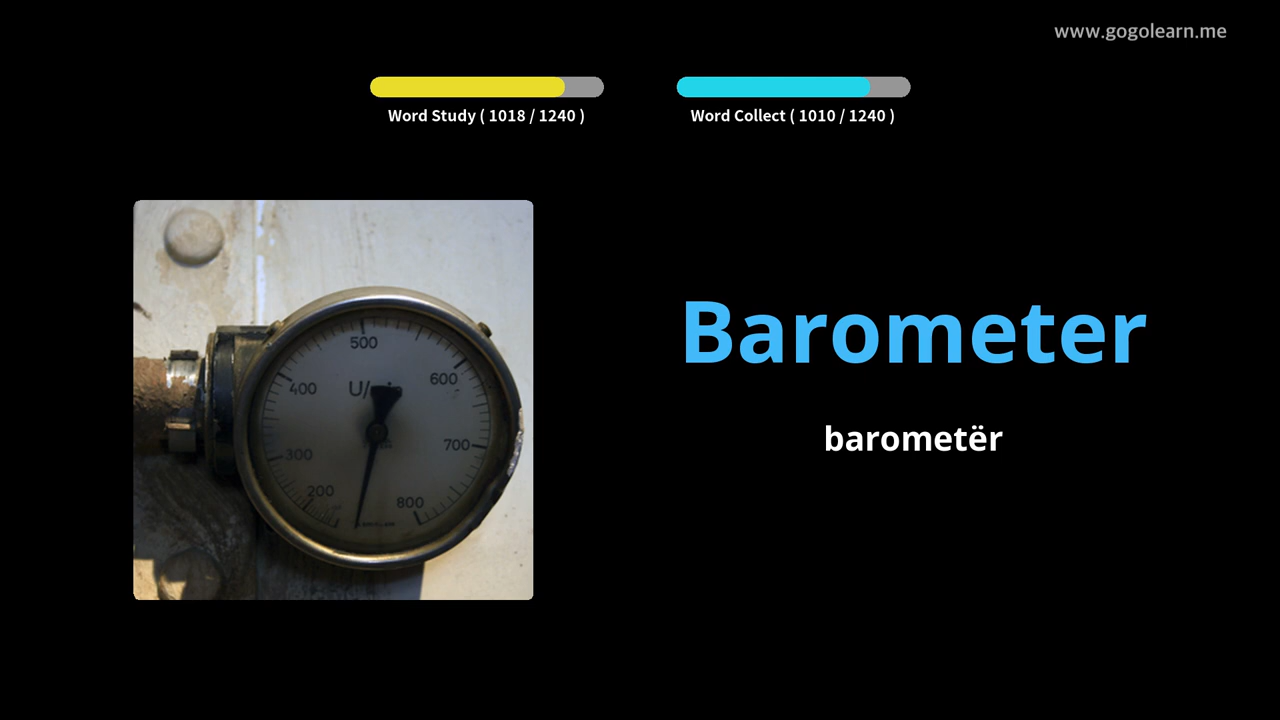 www.gogolearn.me
Word Study ( 1018 / 1240 )
Word Collect ( 1010 / 1240 )
500
400
600
300
700
200
800
Barometer
barometër